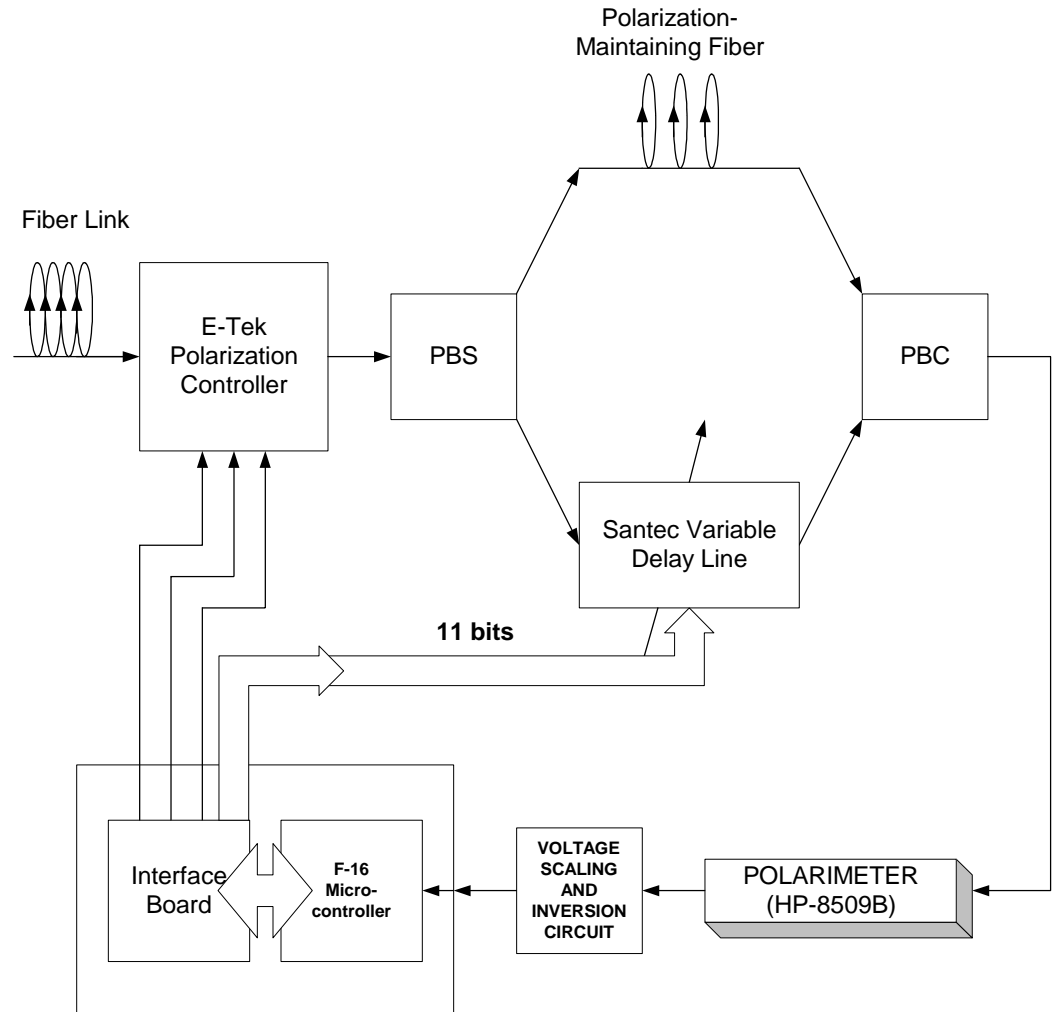 Polarization-
Maintaining Fiber
Fiber Link
E-Tek
Polarization
Controller
PBS
PBC
Santec Variable
Delay Line
11 bits
Interface
Board
F-16
Micro-
controller
VOLTAGE
SCALING
AND
INVERSION
CIRCUIT
POLARIMETER
(HP-8509B)